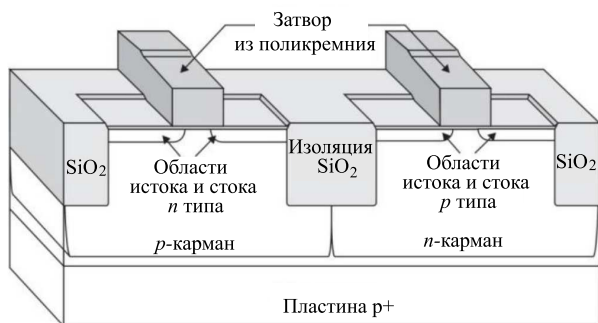 Затвор
из поликремния
SiO2
Области
истока и стока
n типа
Изоляция
SiO2
Области
истока и стока
p типа
SiO2
p-карман
n-карман
Пластина p+